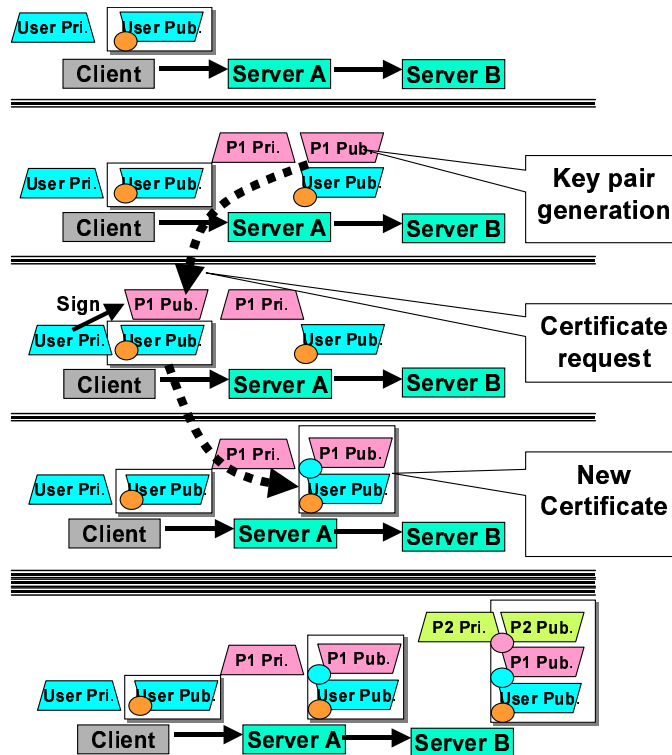 User Pri.
User Pub.
Client
Server A
Server B
P1 Pri.
P1 Pub.
User Pri.
User Pub.
User Pub.
Key pair
generation
Client
Server A
Server B
Sign
P1 Pub.
P1 Pri.
User Pri.
User Pub.
User Pub.
Certificate
request
Client
Server A
Server B
P1 Pri.
P1 Pub.
User Pri.
User Pub.
User Pub.
New
Certificate
Client
Server A
Server B
P2 Pri.
P2 Pub.
P1 Pri.
P1 Pub.
P1 Pub.
User Pri.
User Pub.
User Pub.
User Pub.
Client
Server A
Server B